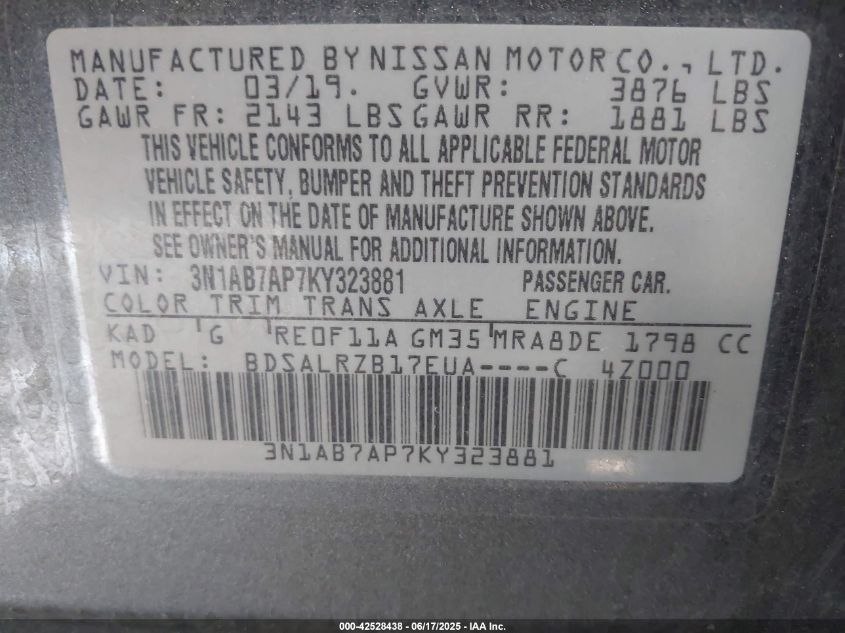 MANUFACTURED BY NISSAN MOTOR CO., LTD.
DATE: 03/19. GVWR: 3876 LBS
GAWR FR: 2143 LBS GAWR RR: 1881 LBS
THIS VEHICLE CONFORMS TO ALL APPLICABLE FEDERAL MOTOR
VEHICLE SAFETY, BUMPER AND THEFT PREVENTION STANDARDS
IN EFFECT ON THE DATE OF MANUFACTURE SHOWN ABOVE.
SEE OWNER'S MANUAL FOR ADDITIONAL INFORMATION.
VIN: 3N1AB7AP7KY323881 PASSENGER CAR.
COLOR TRIM TRANS AXLE ENGINE
KAD G RE0F11A GM35 MRA8DE 1798 CC
MODEL: BDSALRZB17EUA----C 4Z000
3N1AB7AP7KY323881
000-42528438 - 06/17/2025 - IAA Inc.